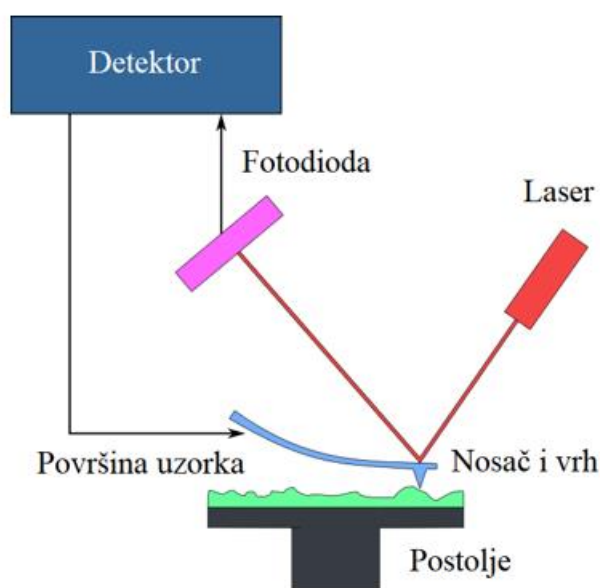 Detektor
Fotodioda
Laser
Površina uzorka
Nosač i vrh
Postolje